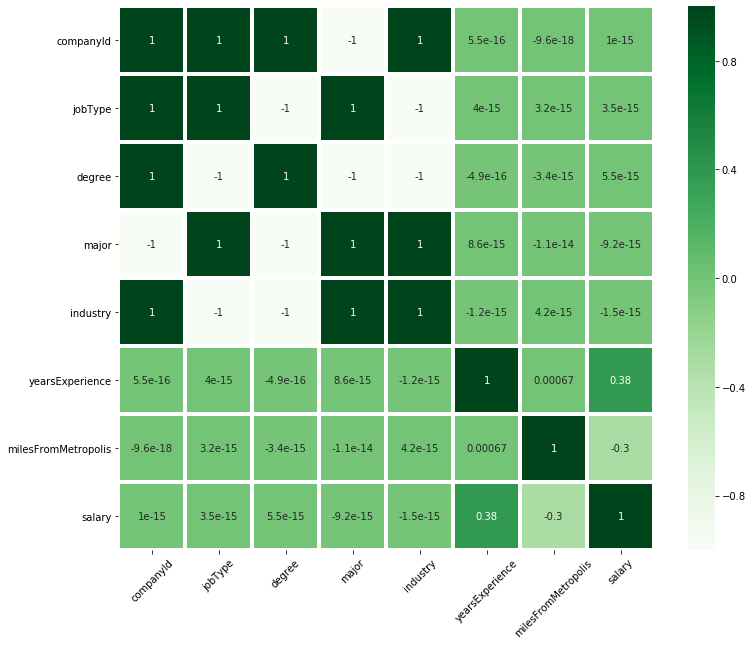 companyId 1 1 1 -1 1 5.5e-16 -9.6e-18 1e-15
jobType 1 1 -1 1 -1 4e-15 3.2e-15 3.5e-15
degree 1 -1 1 -1 -1 -4.9e-16 -3.4e-15 5.5e-15
major -1 1 -1 1 1 8.6e-15 -1.1e-14 -9.2e-15
industry 1 -1 -1 1 1 -1.2e-15 4.2e-15 -1.5e-15
yearsExperience 5.5e-16 4e-15 -4.9e-16 8.6e-15 -1.2e-15 1 0.00067 0.38
milesFromMetropolis -9.6e-18 3.2e-15 -3.4e-15 -1.1e-14 4.2e-15 0.00067 1 -0.3
salary 1e-15 3.5e-15 5.5e-15 -9.2e-15 -1.5e-15 0.38 -0.3 1
companyId jobType degree major industry yearsExperience milesFromMetropolis salary
0.8
0.4
0.0
−0.4
−0.8